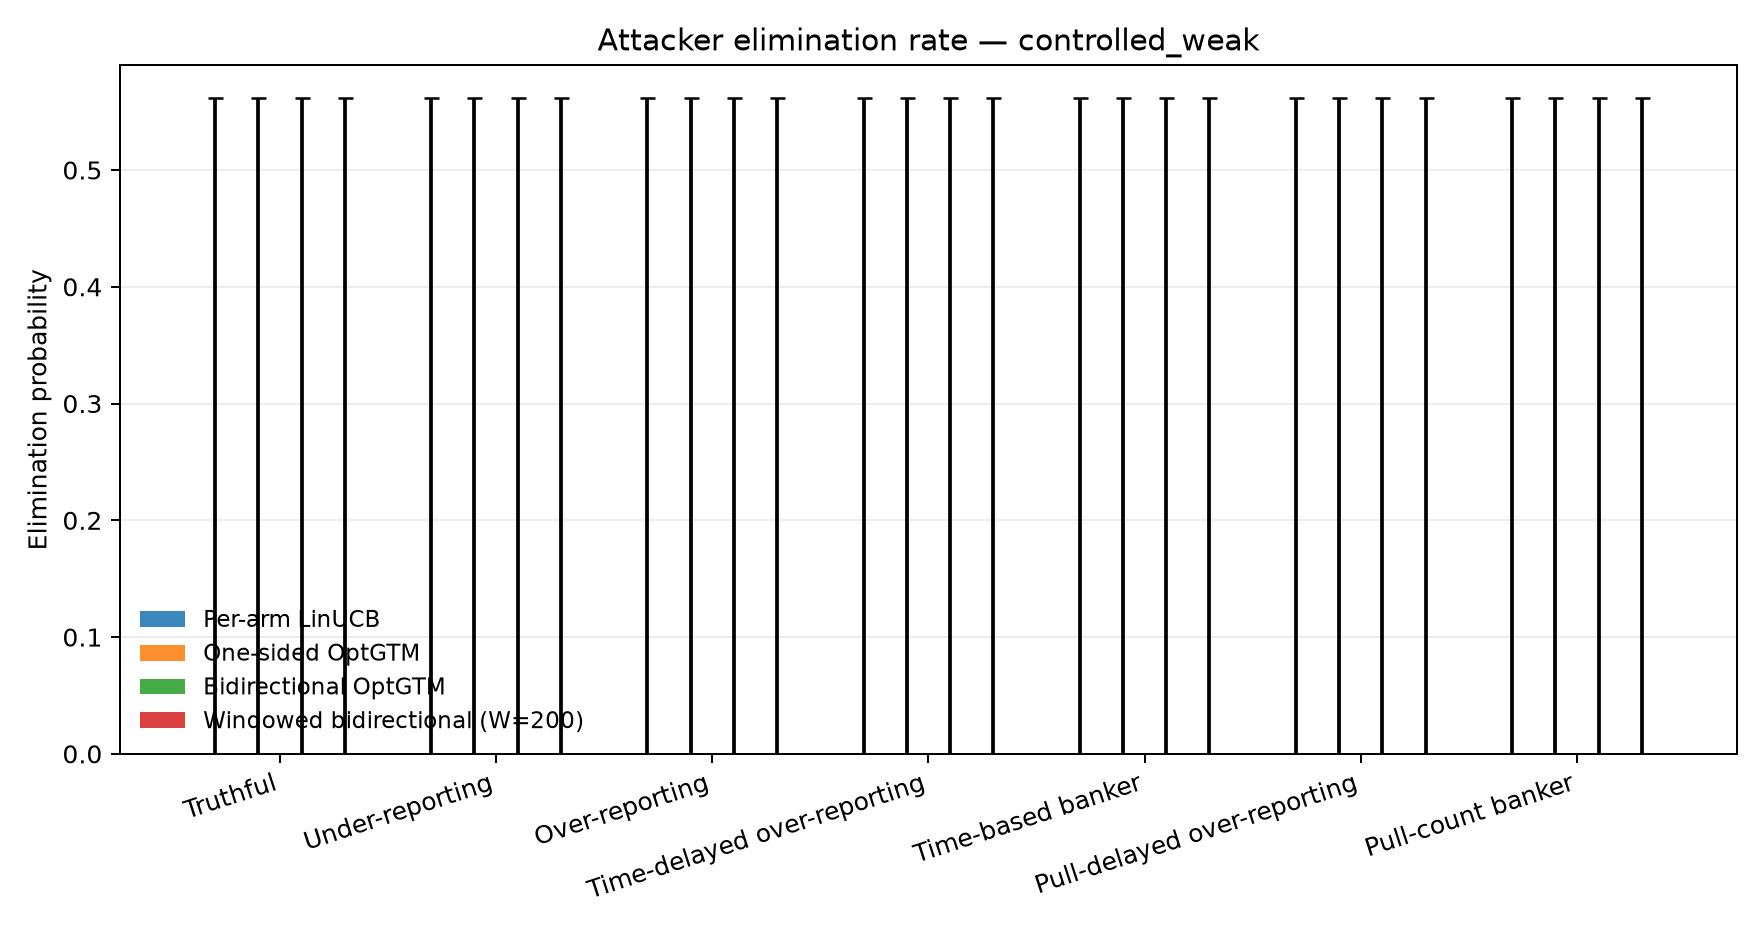 Attacker elimination rate — controlled_weak
Elimination probability
0.5
0.4
0.3
0.2
0.1
0.0
Per-arm LinUCB
One-sided OptGTM
Bidirectional OptGTM
Windowed bidirectional (W=200)
Truthful
Under-reporting
Over-reporting
Time-delayed over-reporting
Time-based banker
Pull-delayed over-reporting
Pull-count banker